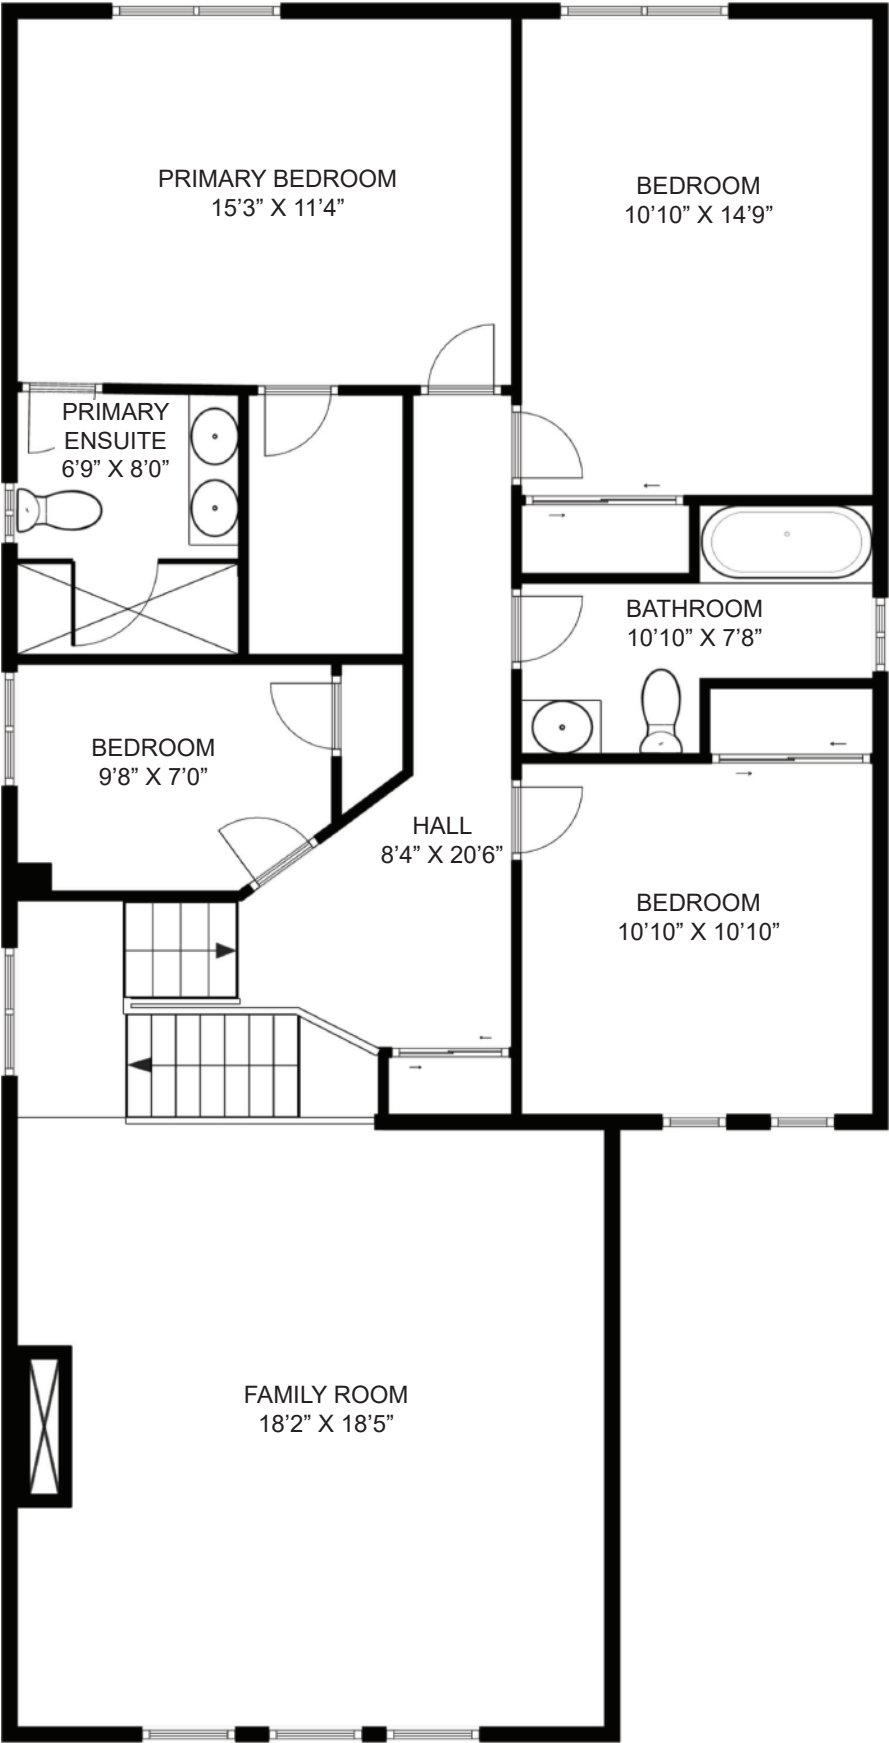 PRIMARY BEDROOM
15’3” X 11’4”
BEDROOM
10’10” X 14’9”
PRIMARY
ENSUITE
6’9” X 8’0”
BATHROOM
10’10” X 7’8”
BEDROOM
9’8” X 7’0”
HALL
8’4” X 20’6”
BEDROOM
10’10” X 10’10”
FAMILY ROOM
18’2” X 18’5”